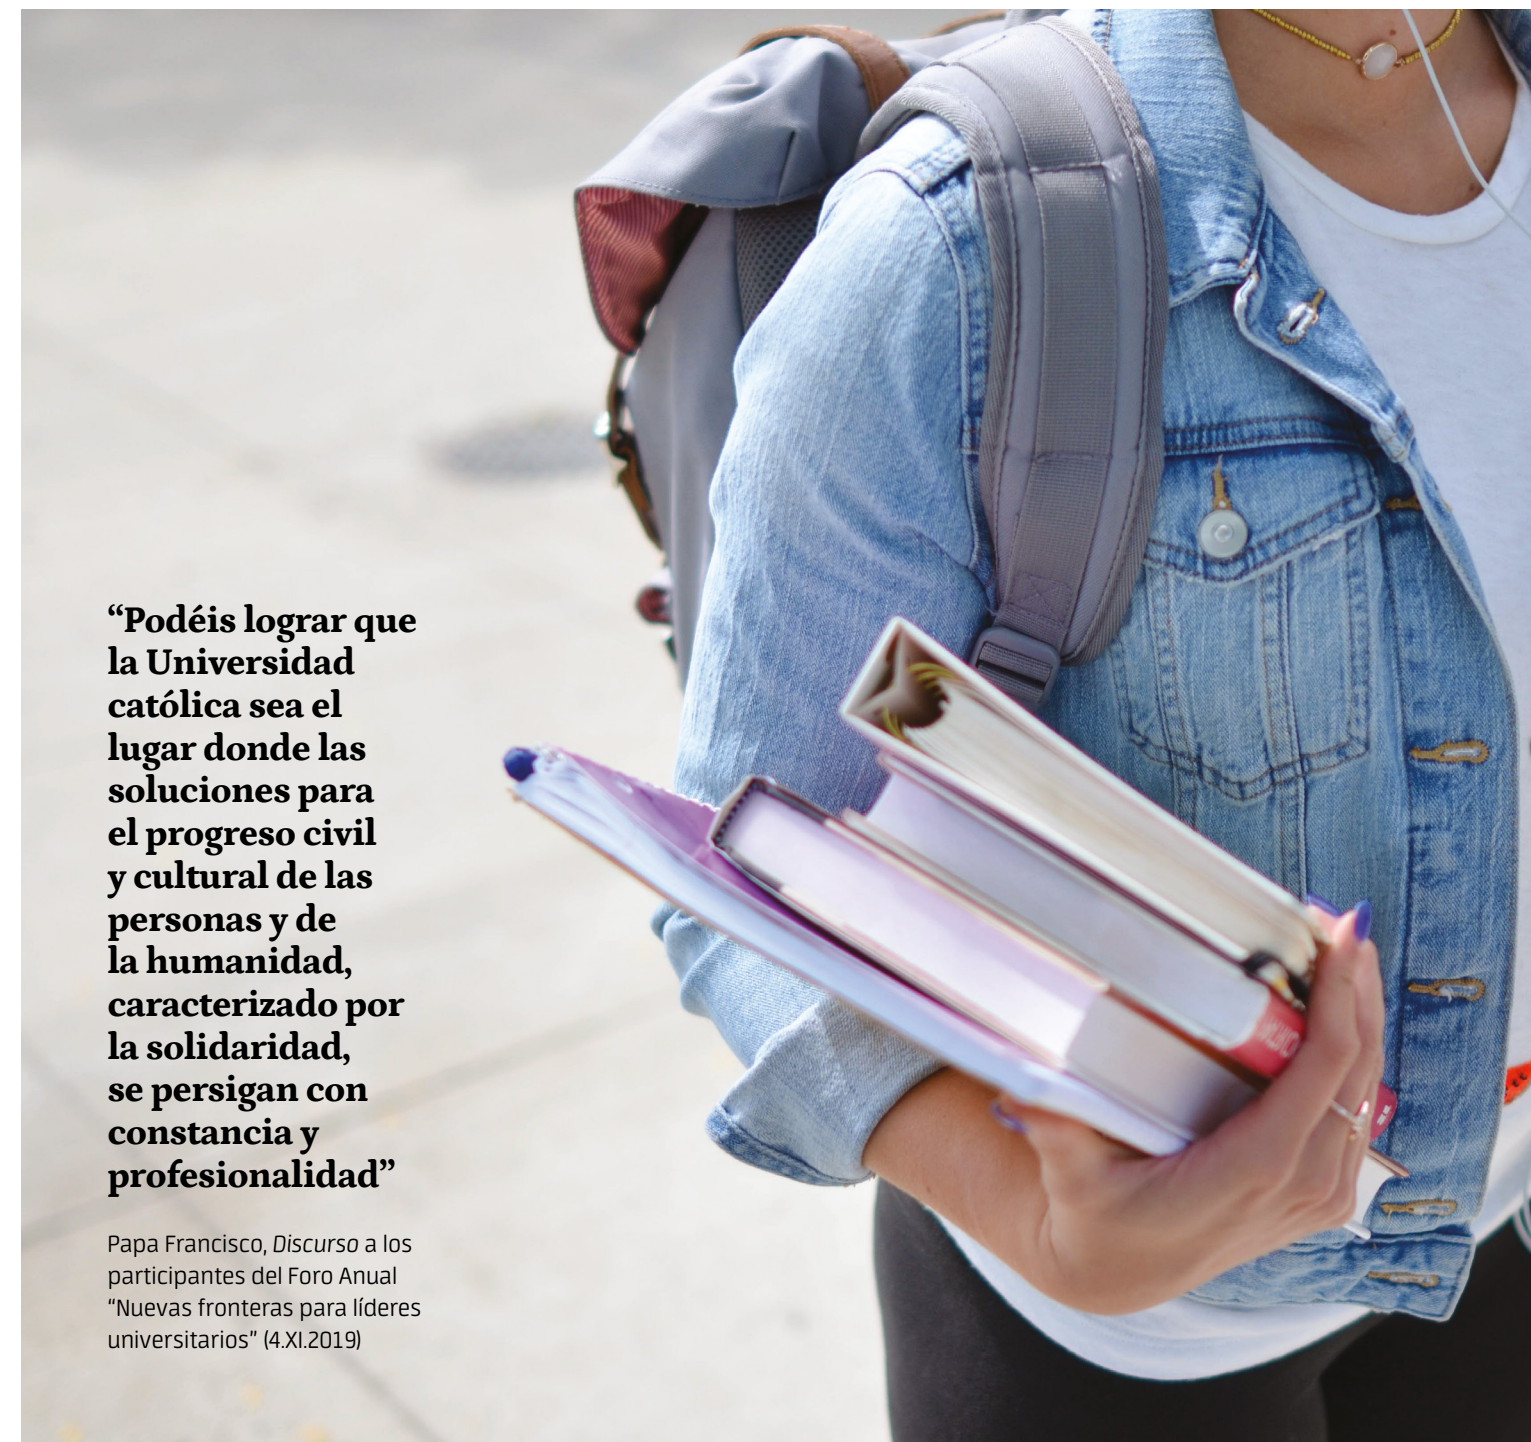 “Podéis lograr que
la Universidad
católica sea el
lugar donde las
soluciones para
el progreso civil
y cultural de las
personas y de
la humanidad,
caracterizado por
la solidaridad,
se persigan con
constancia y
profesionalidad”
Papa Francisco, Discurso a los
participantes del Foro Anual
“Nuevas fronteras para líderes
universitarios” (4.XI.2019)